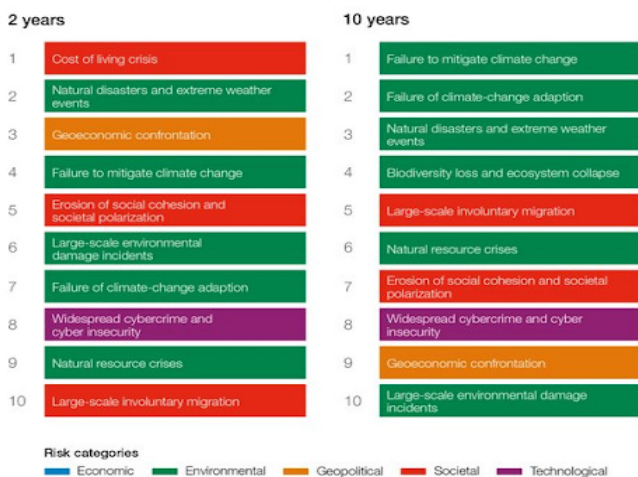 2 years
1
Cost of living crisis
2
Natural disasters and extreme weather
events
3
Geoeconomic confrontation
4
Failure to mitigate climate change
5
Erosion of social cohesion and
societal polarization
6
Large-scale environmental
damage incidents
7
Failure of climate-change adaption
8
Widespread cybercrime and
cyber insecurity
9
Natural resource crises
10
Large-scale involuntary migration
10 years
1
Failure to mitigate climate change
2
Failure of climate-change adaption
3
Natural disasters and extreme weather
events
4
Biodiversity loss and ecosystem collapse
5
Large-scale involuntary migration
6
Natural resource crises
7
Erosion of social cohesion and societal
polarization
8
Widespread cybercrime and cyber
insecurity
9
Geoeconomic confrontation
10
Large-scale environmental damage
incidents
Risk categories
Economic Environmental Geopolitical Societal Technological